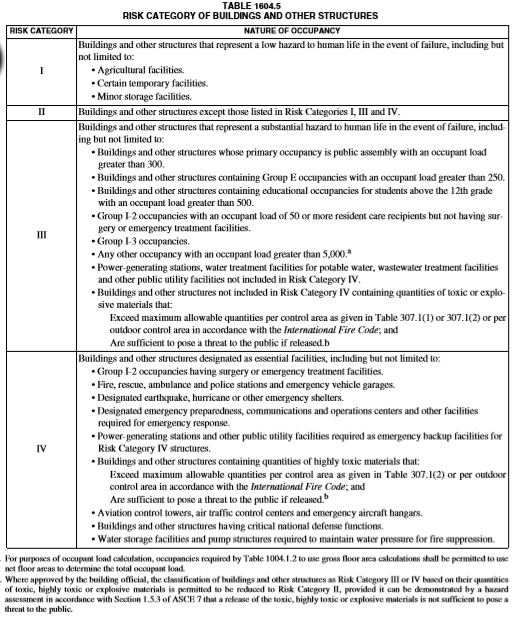 TABLE 1604.5
RISK CATEGORY OF BUILDINGS AND OTHER STRUCTURES
RISK CATEGORY
NATURE OF OCCUPANCY
I
Buildings and other structures that represent a low hazard to human life in the event of failure, including but
not limited to:
• Agricultural facilities.
• Certain temporary facilities.
• Minor storage facilities.
II
Buildings and other structures except those listed in Risk Categories I, III and IV.
III
Buildings and other structures that represent a substantial hazard to human life in the event of failure, includ-
ing but not limited to:
• Buildings and other structures whose primary occupancy is public assembly with an occupant load
greater than 300.
• Buildings and other structures containing Group E occupancies with an occupant load greater than 250.
• Buildings and other structures containing educational occupancies for students above the 12th grade
with an occupant load greater than 500.
• Group I-2 occupancies with an occupant load of 50 or more resident care recipients but not having sur-
gery or emergency treatment facilities.
• Group I-3 occupancies.
• Any other occupancy with an occupant load greater than 5,000.a
• Power-generating stations, water treatment facilities for potable water, wastewater treatment facilities
and other public utility facilities not included in Risk Category IV.
• Buildings and other structures not included in Risk Category IV containing quantities of toxic or explo-
sive materials that:
Exceed maximum allowable quantities per control area as given in Table 307.1(1) or 307.1(2) or per
outdoor control area in accordance with the International Fire Code; and
Are sufficient to pose a threat to the public if released.b
IV
Buildings and other structures designated as essential facilities, including but not limited to:
• Group I-2 occupancies having surgery or emergency treatment facilities.
• Fire, rescue, ambulance and police stations and emergency vehicle garages.
• Designated earthquake, hurricane or other emergency shelters.
• Designated emergency preparedness, communications and operations centers and other facilities
required for emergency response.
• Power-generating stations and other public utility facilities required as emergency backup facilities for
Risk Category IV structures.
• Buildings and other structures containing quantities of highly toxic materials that:
Exceed maximum allowable quantities per control area as given in Table 307.1(2) or per outdoor
control area in accordance with the International Fire Code; and
Are sufficient to pose a threat to the public if released.b
• Aviation control towers, air traffic control centers and emergency aircraft hangars.
• Buildings and other structures having critical national defense functions.
• Water storage facilities and pump structures required to maintain water pressure for fire suppression.
For purposes of occupant load calculation, occupancies required by Table 1004.1.2 to use gross floor area calculations shall be permitted to use
net floor areas to determine the total occupant load.
Where approved by the building official, the classification of buildings and other structures as Risk Category III or IV based on their quantities
of toxic, highly toxic or explosive materials is permitted to be reduced to Risk Category II, provided it can be demonstrated by a hazard
assessment in accordance with Section 1.5.3 of ASCE 7 that a release of the toxic, highly toxic or explosive materials is not sufficient to pose a
threat to the public.